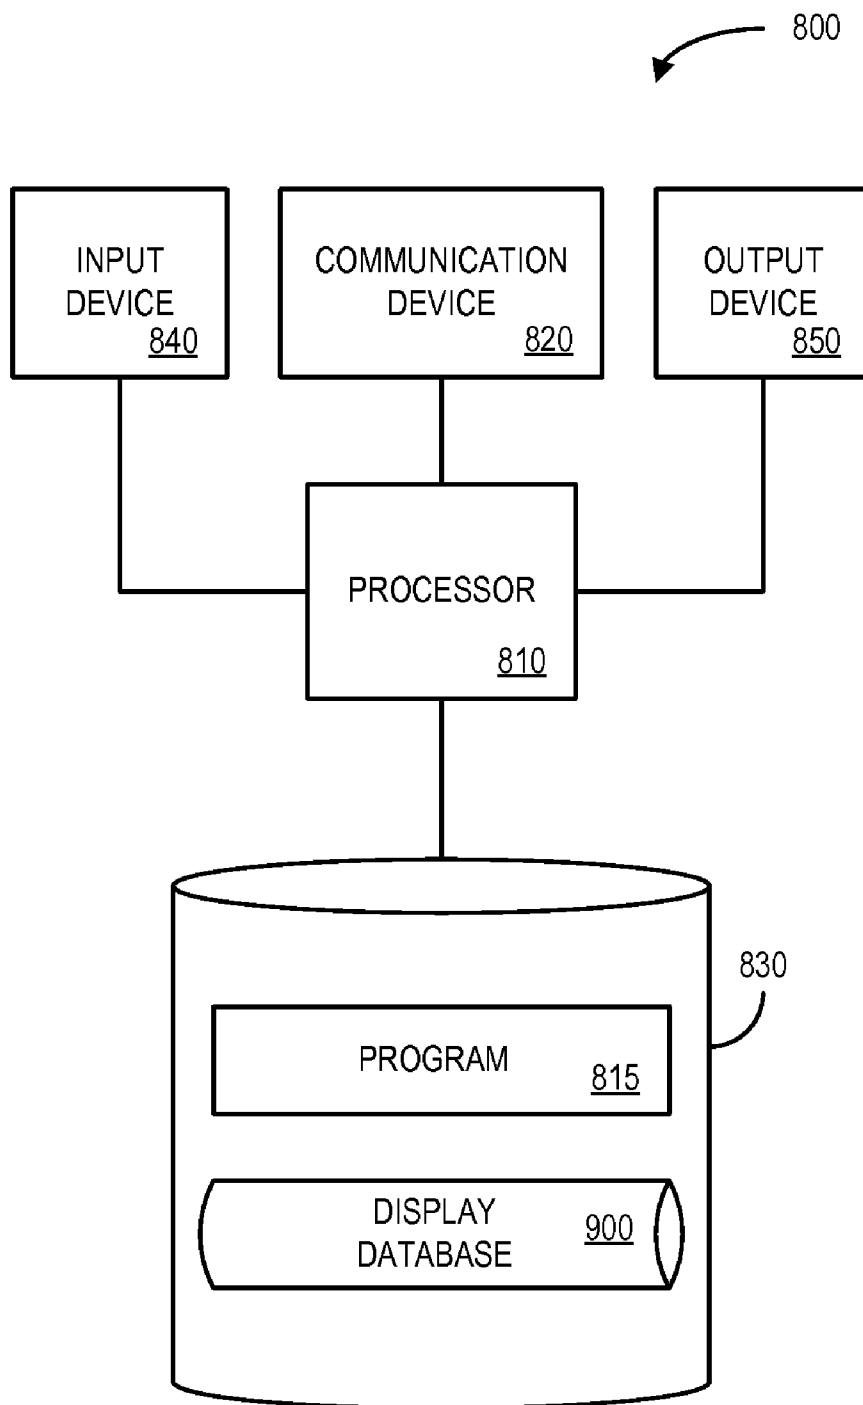 800
INPUT
DEVICE
840
COMMUNICATION
DEVICE
820
OUTPUT
DEVICE
850
PROCESSOR
810
830
PROGRAM
815
DISPLAY
DATABASE
900